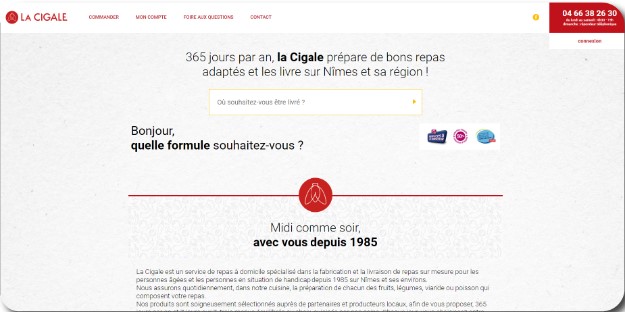 LA CIGALE
COMMANDER
MON COMPTE
FOIRE AUX QUESTIONS
CONTACT
04 66 38 26 30
connexion
365 jours par an, la Cigale prépare de bons repas
adaptés et les livre sur Nîmes et sa région !
Où souhaitez-vous être livré ?
Bonjour,
quelle formule souhaitez-vous ?
Midi comme soir,
avec vous depuis 1985
La Cigale est un service de repas à domicile spécialisé dans la fabrication et la livraison de repas sur mesure pour les
personnes âgées et les personnes en situation de handicap depuis 1985 sur Nîmes et ses environs.
Nous assurons quotidiennement, dans notre cuisine, la préparation de chacun des fruits, légumes, viande ou poisson qui
composent votre repas.
Nos produits sont soigneusement sélectionnés auprès de partenaires et producteurs locaux, afin de vous proposer, 365